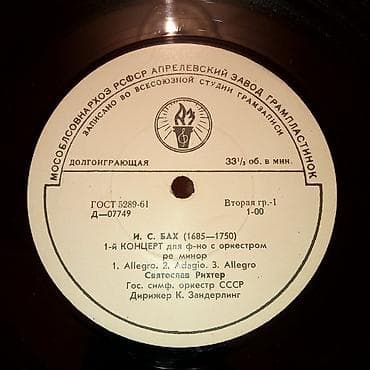 МОСОБЛСОВНАРХОЗ РСФСР АПРЕЛЕВСКИЙ ЗАВОД ГРАМПЛАСТИНОК
ЗАПИСАНО ВО ВСЕСОЮЗНОЙ СТУДИИ ГРАМЗАПИСИ
ДОЛГОИГРАЮЩАЯ 33⅓ об. в мин.
ГОСТ 5289-61 Вторая гр.-1
Д—07749 1-00
И. С. БАХ (1685—1750)
1-й КОНЦЕРТ для ф-но с оркестром
ре минор
1. Allegro. 2. Adagio. 3. Allegro
Святослав Рихтер
Гос. симф. оркестр СССР
Дирижер К. Зандерлинг